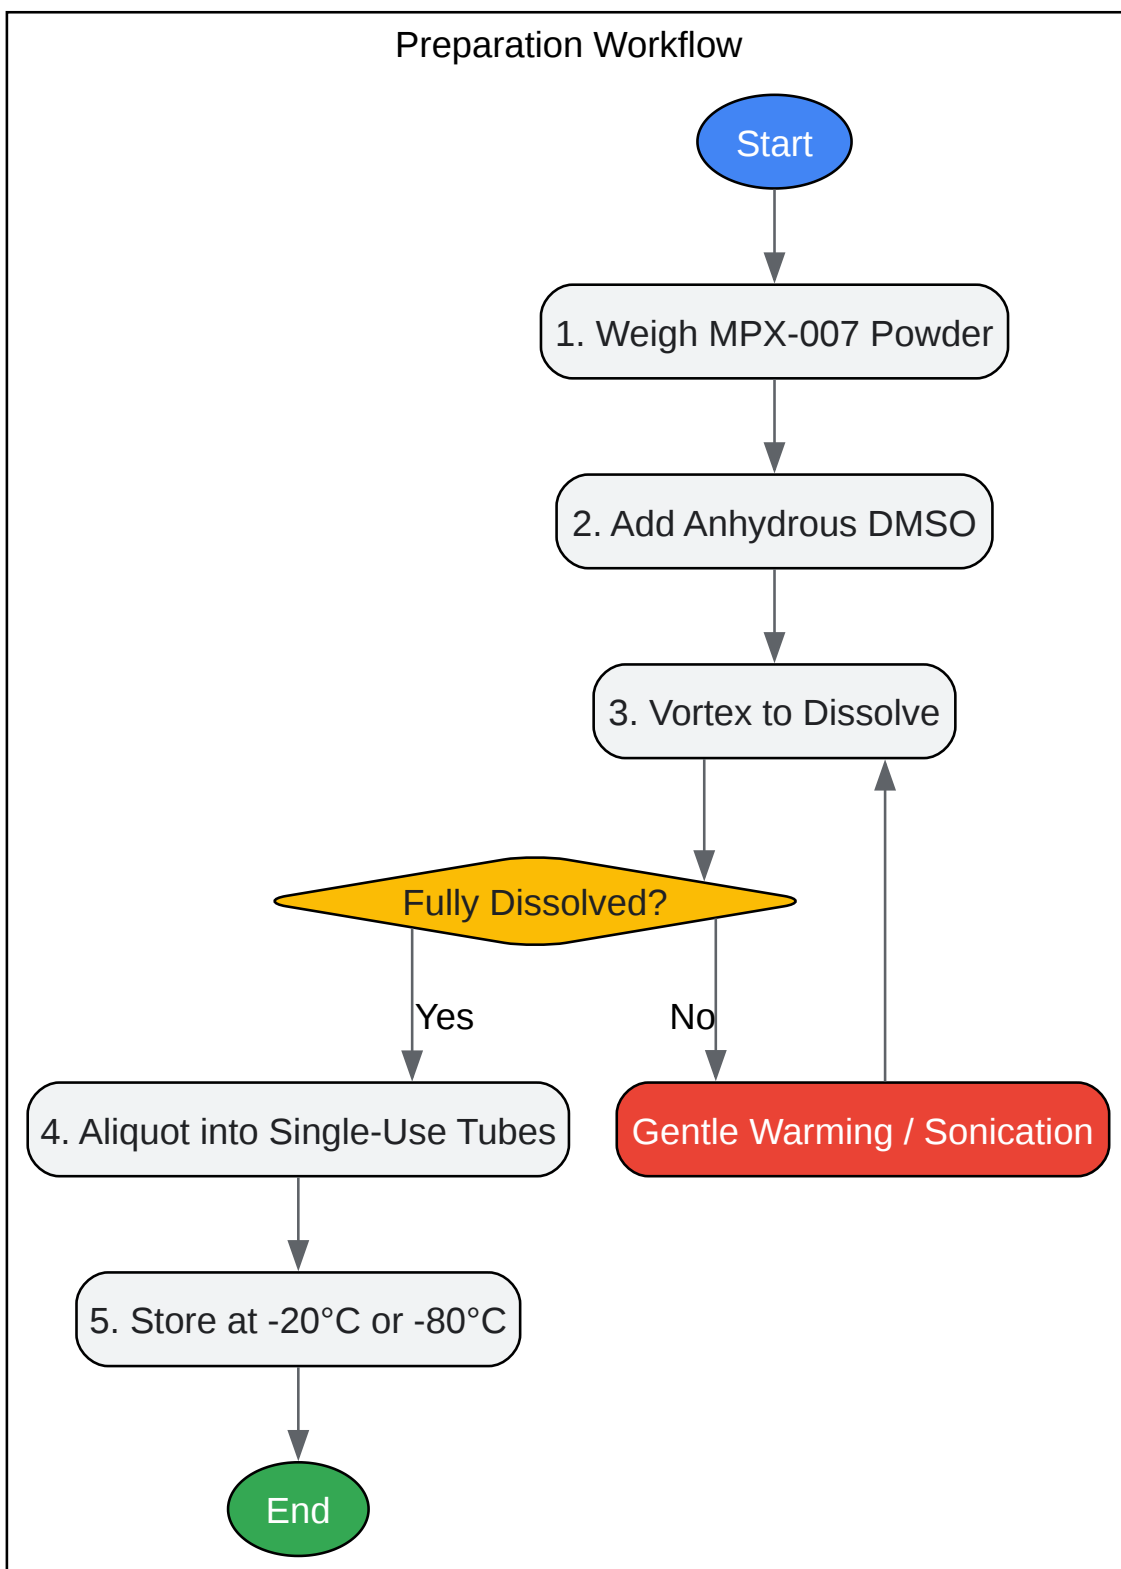 Preparation Workflow
Start
1. Weigh MPX-007 Powder
2. Add Anhydrous DMSO
3. Vortex to Dissolve
Fully Dissolved?
Yes
No
4. Aliquot into Single-Use Tubes
Gentle Warming / Sonication
5. Store at -20°C or -80°C
End